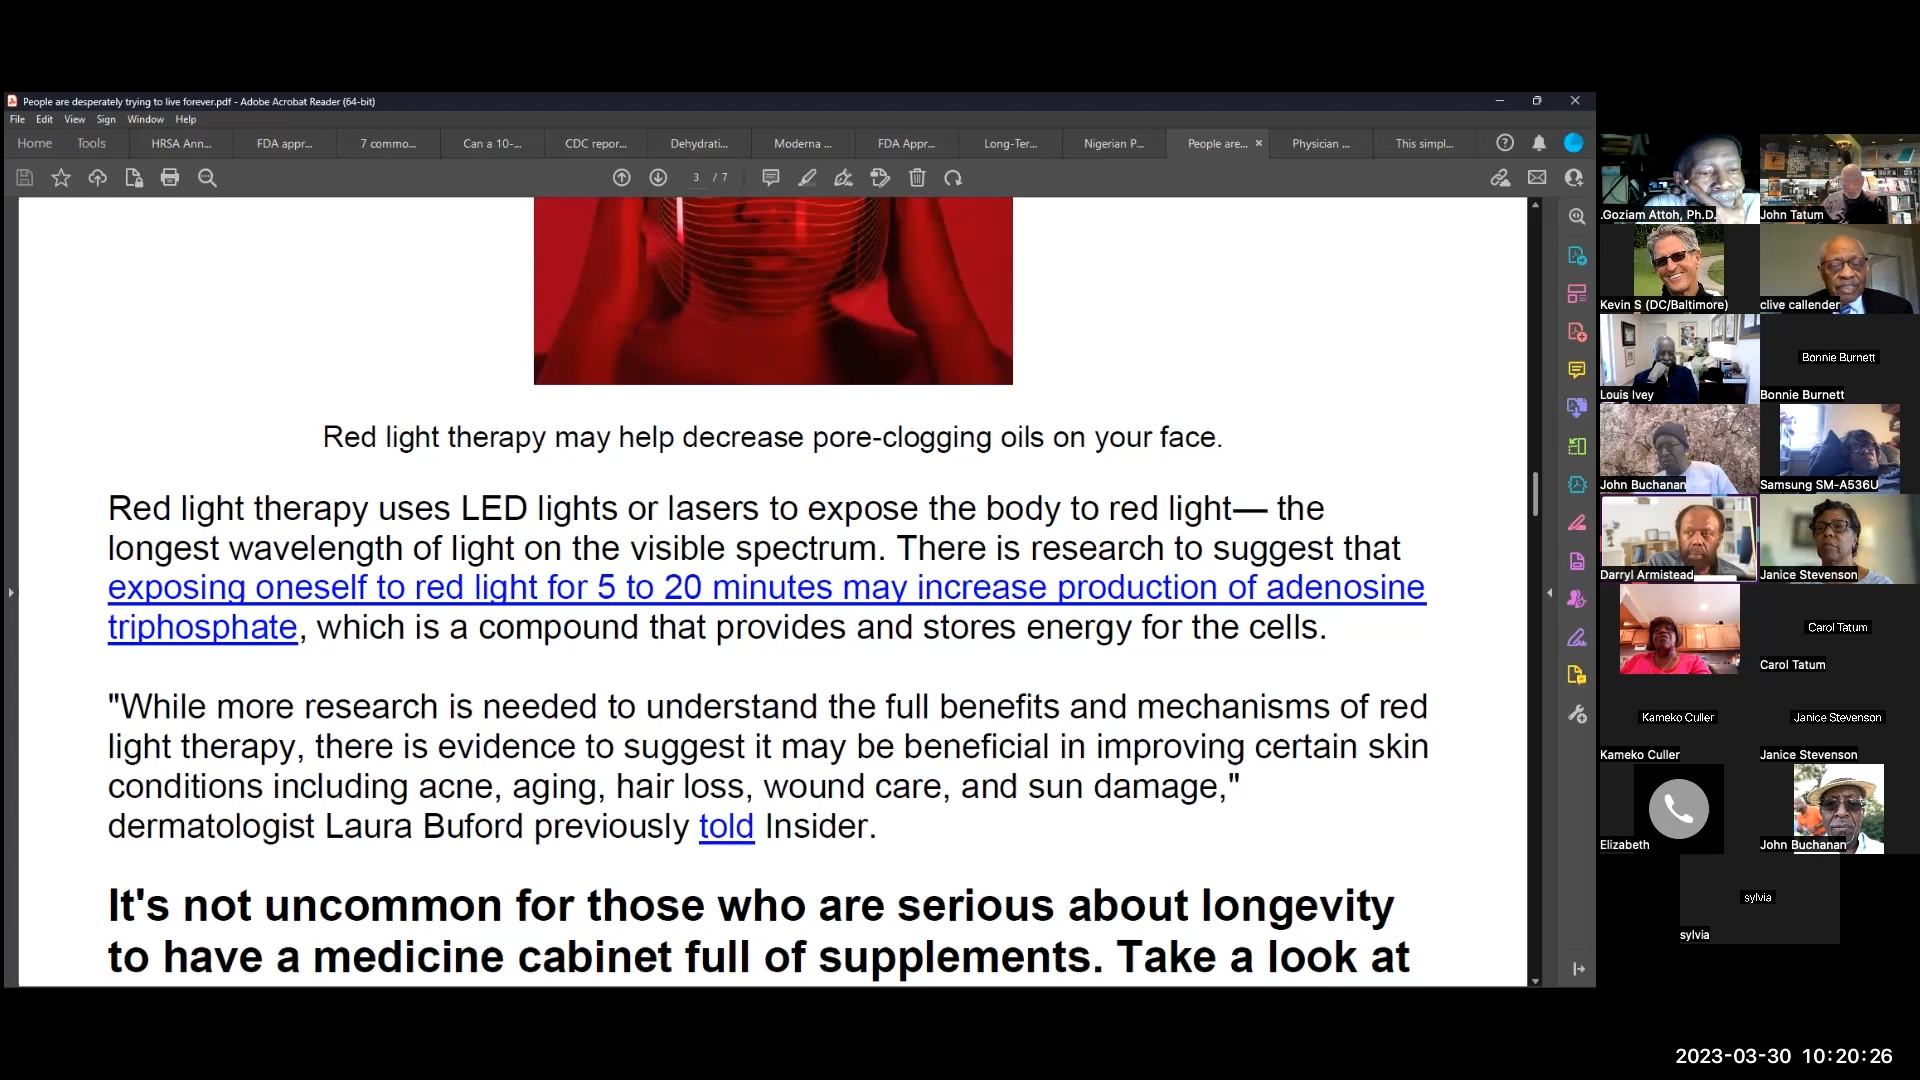 People are desperately trying to live forever.pdf - Adobe Acrobat Reader (64-bit)
File Edit View Sign Window Help
Home Tools HRSA Ann... FDA appr... 7 commo... Can a 10-... CDC repor... Dehydrati... Moderna ... FDA Appr... Long-Ter... Nigerian P... People are... × Physician ... This simpl...
3 / 7
Red light therapy may help decrease pore-clogging oils on your face.
Red light therapy uses LED lights or lasers to expose the body to red light— the
longest wavelength of light on the visible spectrum. There is research to suggest that
exposing oneself to red light for 5 to 20 minutes may increase production of adenosine
triphosphate, which is a compound that provides and stores energy for the cells.
"While more research is needed to understand the full benefits and mechanisms of red
light therapy, there is evidence to suggest it may be beneficial in improving certain skin
conditions including acne, aging, hair loss, wound care, and sun damage,"
dermatologist Laura Buford previously told Insider.
It's not uncommon for those who are serious about longevity
to have a medicine cabinet full of supplements. Take a look at
.Goziam Attoh, Ph.D.
John Tatum
Kevin S (DC/Baltimore)
clive callender
Louis Ivey
Bonnie Burnett
Bonnie Burnett
John Buchanan
Samsung SM-A536U
Darryl Armistead
Janice Stevenson
Carol Tatum
Carol Tatum
Kameko Culler
Kameko Culler
Janice Stevenson
Janice Stevenson
Elizabeth
John Buchanan
sylvia
sylvia
2023-03-30 10:20:26